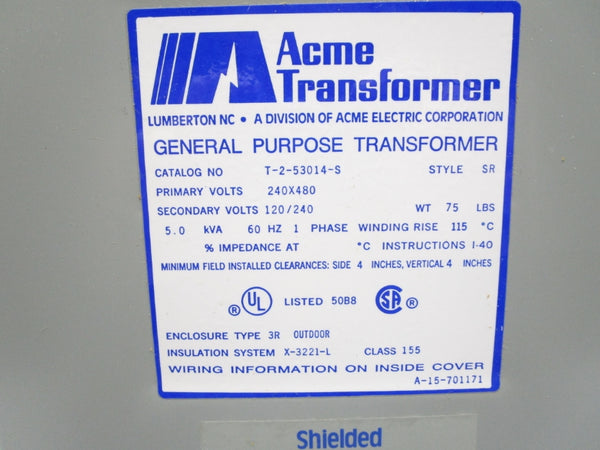 Acme
Transformer
LUMBERTON NC • A DIVISION OF ACME ELECTRIC CORPORATION
GENERAL PURPOSE TRANSFORMER
CATALOG NO T-2-53014-S STYLE SR
PRIMARY VOLTS 240X480
SECONDARY VOLTS 120/240 WT 75 LBS
5.0 kVA 60 HZ 1 PHASE WINDING RISE 115 °C
% IMPEDANCE AT °C INSTRUCTIONS I-40
MINIMUM FIELD INSTALLED CLEARANCES: SIDE 4 INCHES, VERTICAL 4 INCHES
® UL LISTED 50B8 SA ®
ENCLOSURE TYPE 3R OUTDOOR
INSULATION SYSTEM X-3221-L CLASS 155
WIRING INFORMATION ON INSIDE COVER
A-15-701171
Shielded